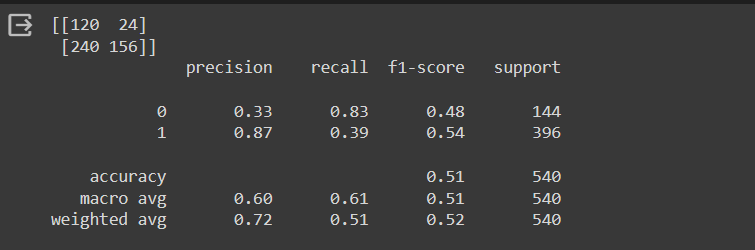 [[120  24]
 [240 156]]
              precision    recall  f1-score   support

           0       0.33      0.83      0.48       144
           1       0.87      0.39      0.54       396

    accuracy                           0.51       540
   macro avg       0.60      0.61      0.51       540
weighted avg       0.72      0.51      0.52       540